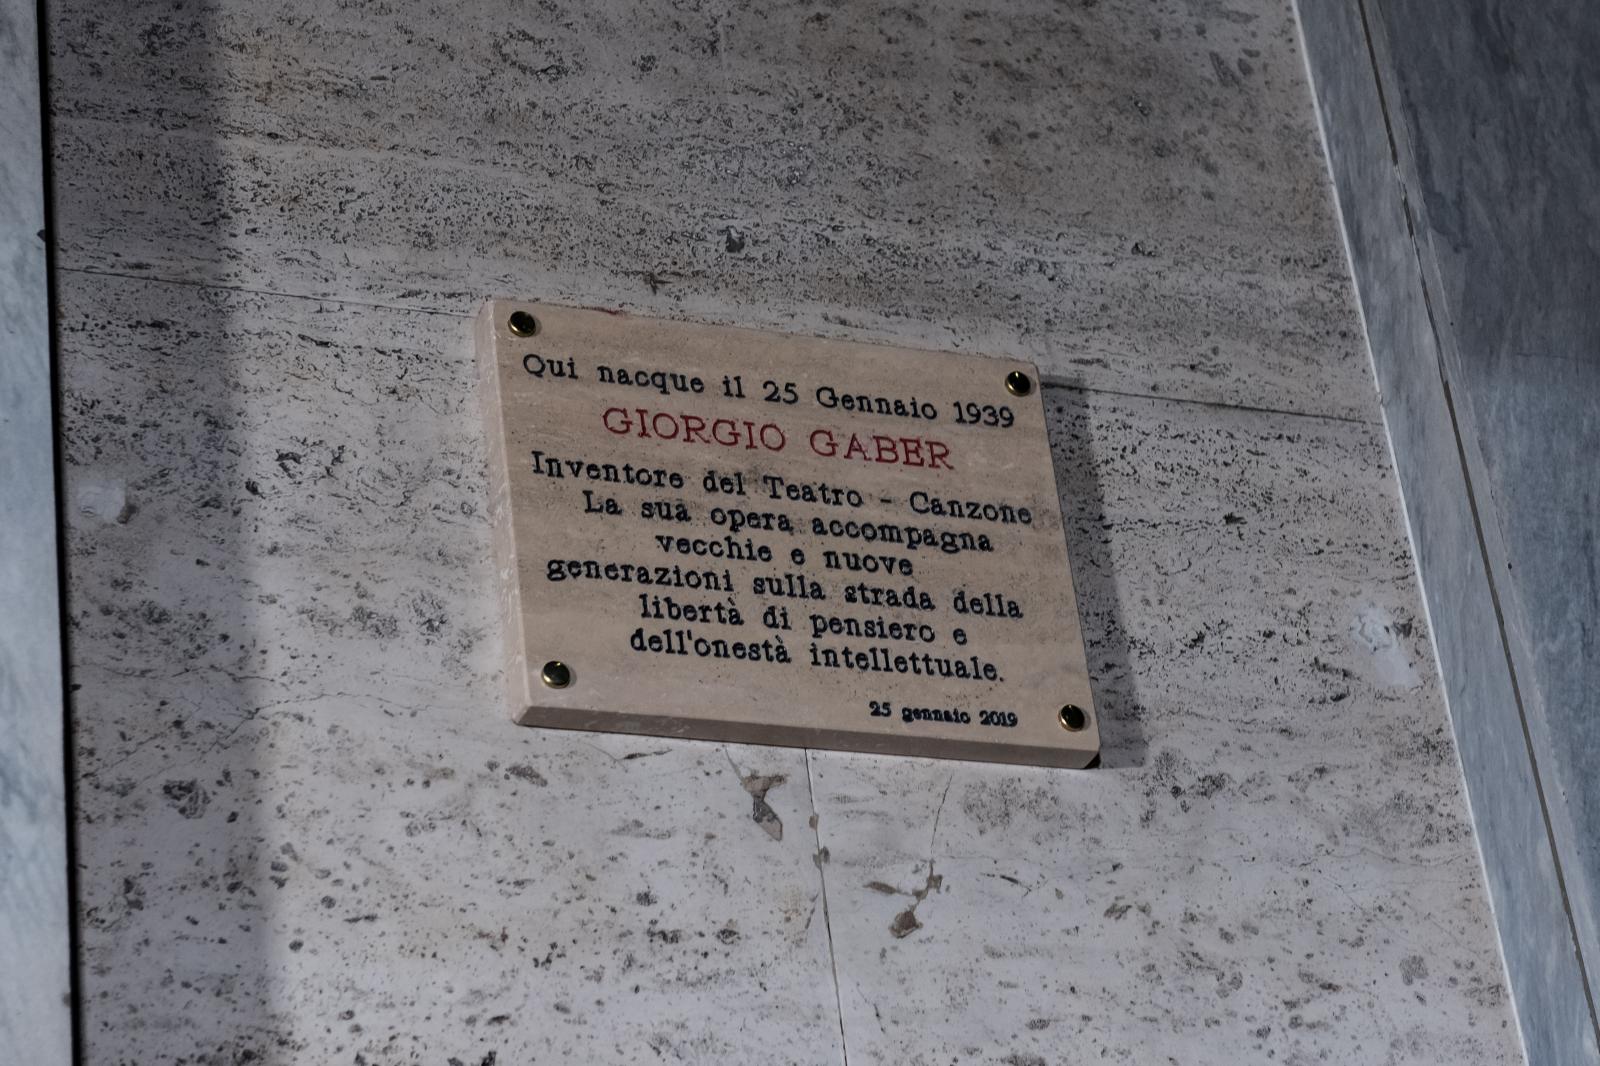 Qui nacque il 25 Gennaio 1939
GIORGIO GABER
Inventore del Teatro - Canzone
La sua opera accompagna
vecchie e nuove
generazioni sulla strada della
libertà di pensiero e
dell'onestà intellettuale.
25 gennaio 2019